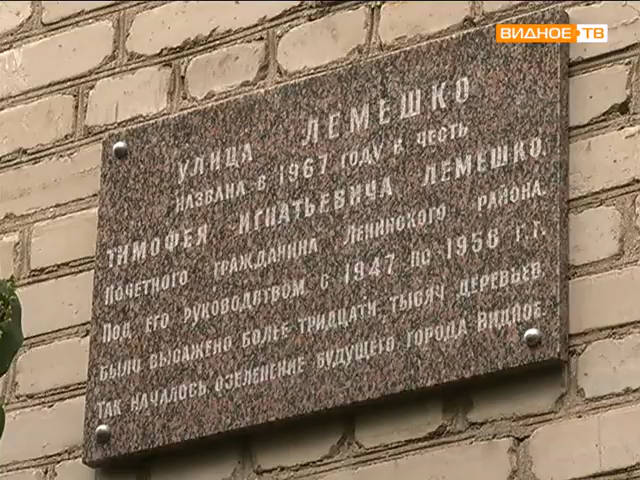 ВИДНОЕ-ТВ
УЛИЦА ЛЕМЕШКО
НАЗВАНА В 1967 ГОДУ В ЧЕСТЬ
ТИМОФЕЯ ИГНАТЬЕВИЧА ЛЕМЕШКО,
ПОЧЕТНОГО ГРАЖДАНИНА ЛЕНИНСКОГО РАЙОНА.
ПОД ЕГО РУКОВОДСТВОМ С 1947 ПО 1956 Г.Г.
БЫЛО ВЫСАЖЕНО БОЛЕЕ ТРИДЦАТИ ТЫСЯЧ ДЕРЕВЬЕВ.
ТАК НАЧАЛОСЬ ОЗЕЛЕНЕНИЕ БУДУЩЕГО ГОРОДА ВИДНОЕ.